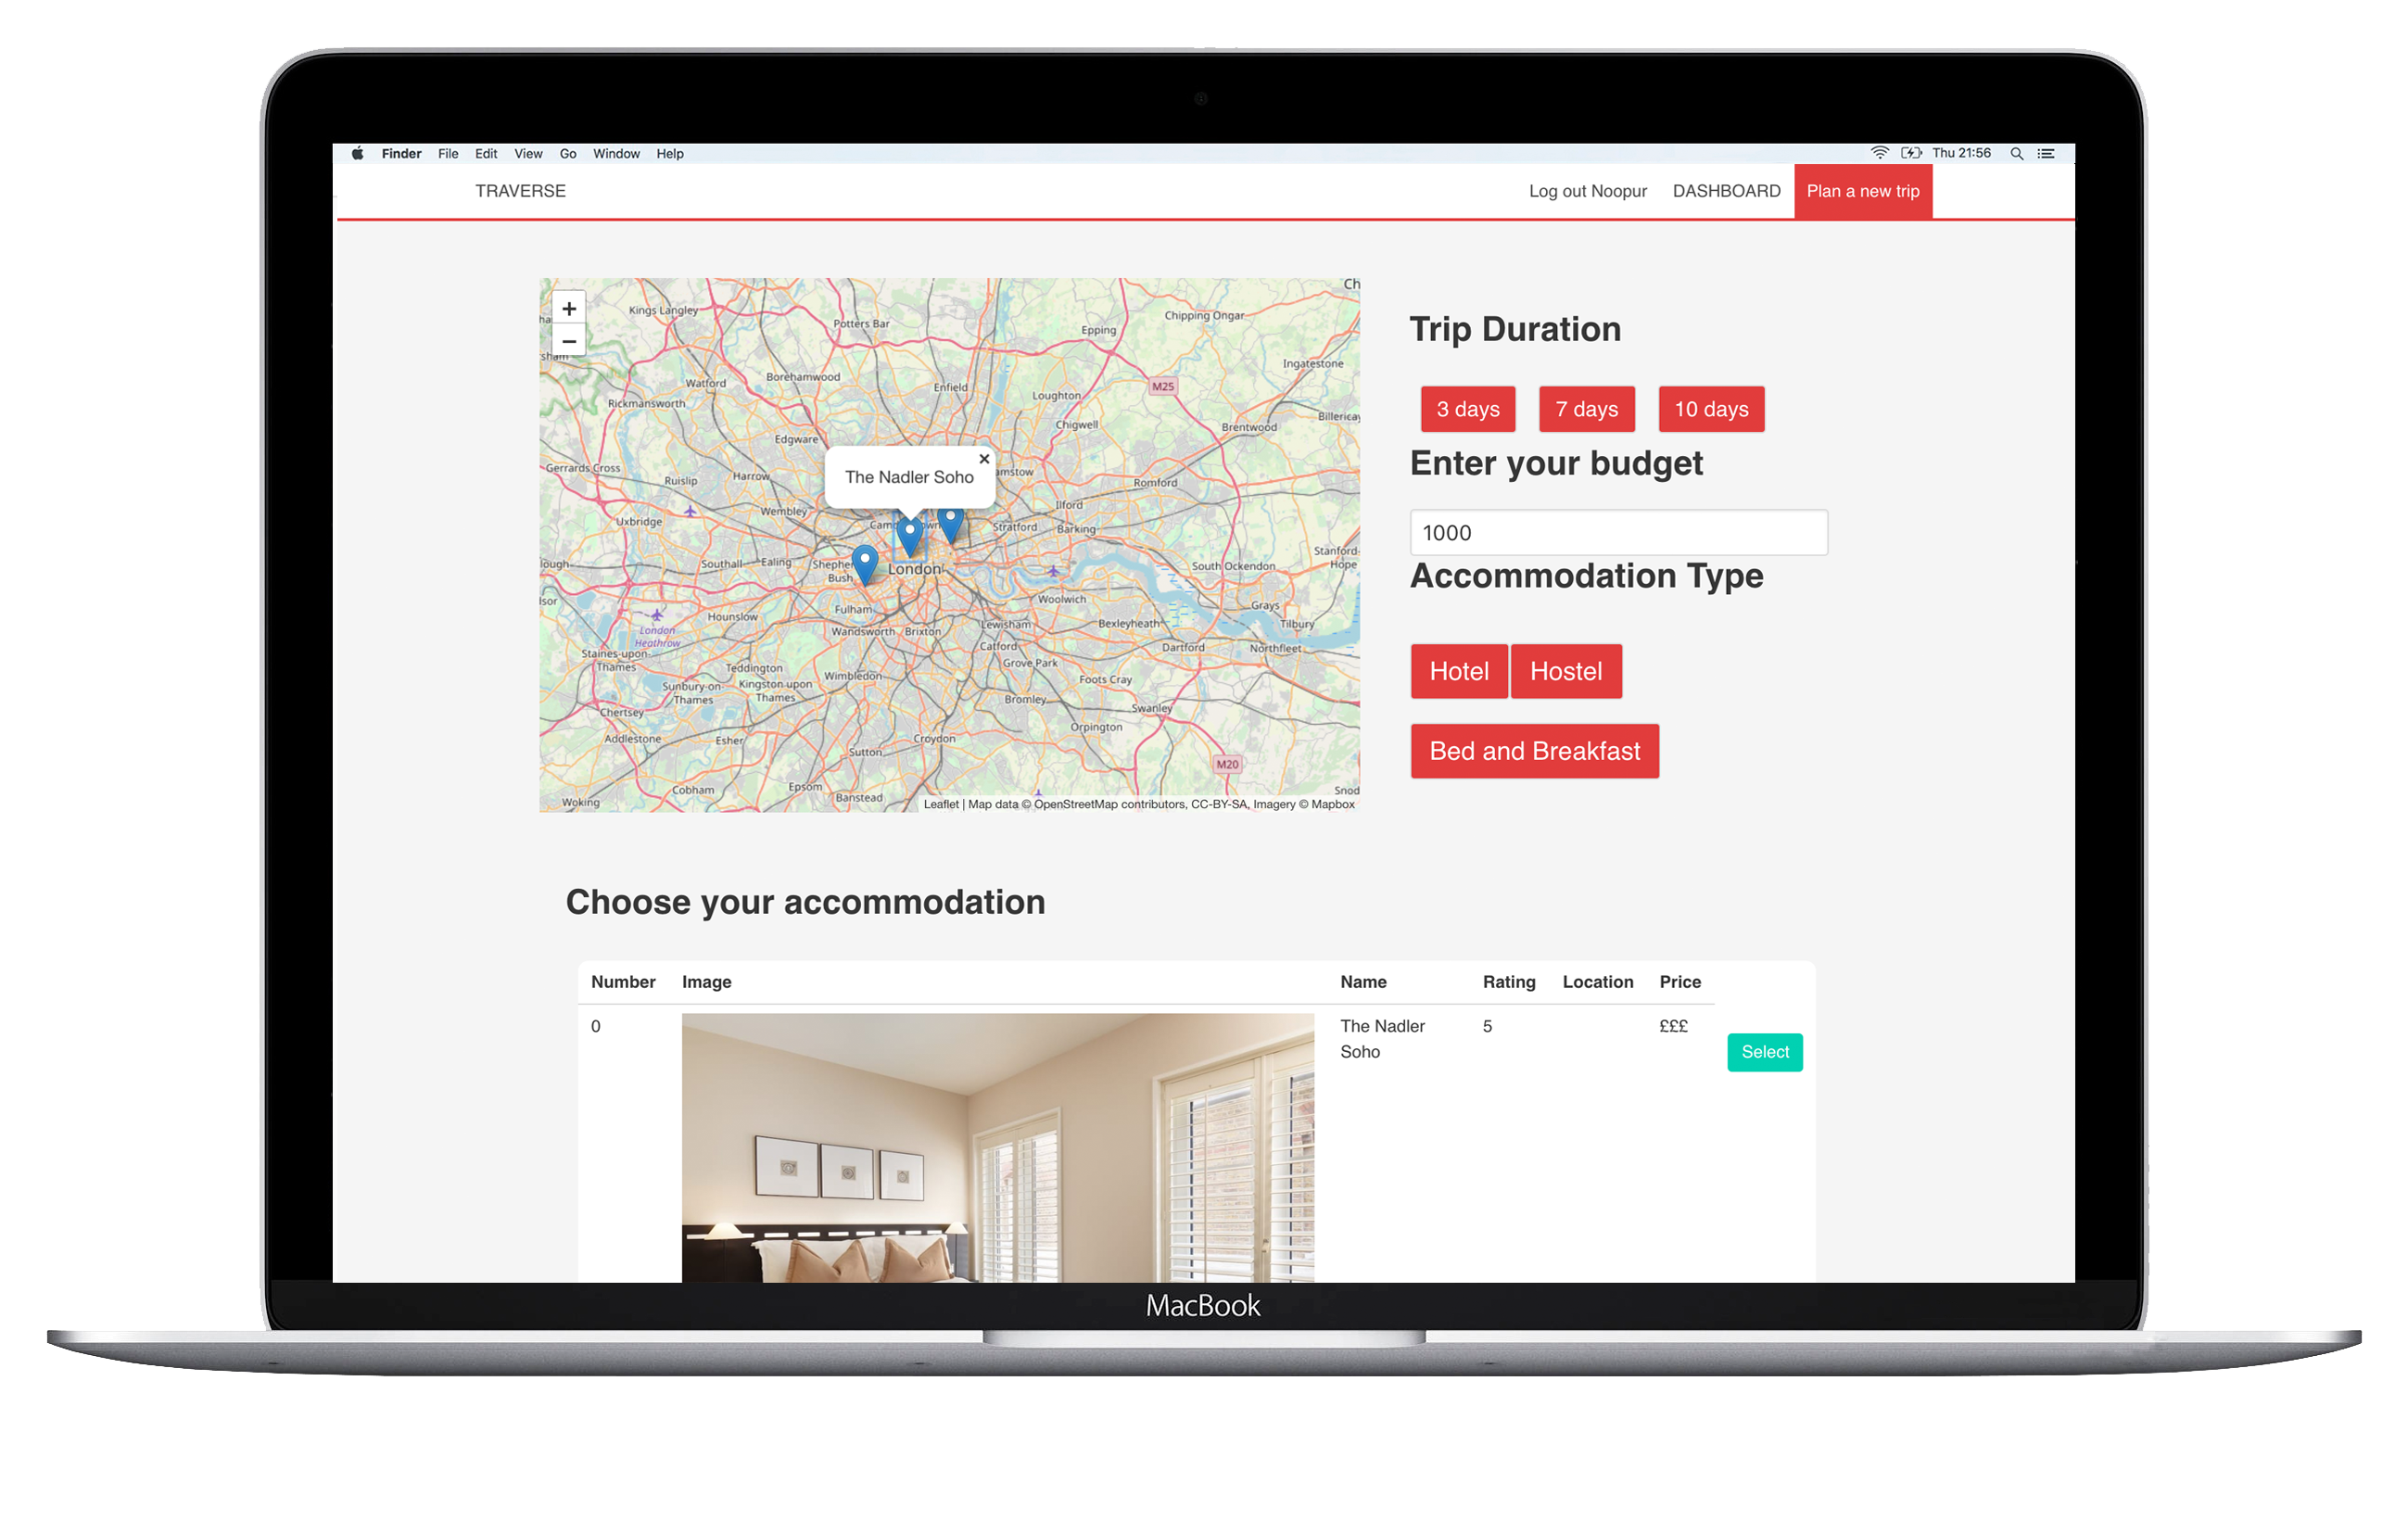 Finder File Edit View Go Window Help Thu 21:56
TRAVERSE Log out Noopur DASHBOARD Plan a new trip
+
−
Kings Langley
Potters Bar
Epping
Chipping Ongar
Ch
Ingatestone
Watford
Borehamwood
Enfield
M25
Loughton
Rickmansworth
Billericay
Chigwell
Brentwood
Edgware
Gerrards Cross
Harrow
Ruislip
amstow
Romford
The Nadler Soho
×
Wembley
Ilford
Uxbridge
Stratford
Barking
Stanford-
Hope
Southall
Ealing
Shepher
Bush
London
South Ockendon
Woolwich
Grays
Fulham
Hounslow
Bexleyheath
Tilbury
London
Heathrow
Wandsworth
Brixton
Lewisham
Catford
Dartford
Northfleet
Staines-upon-
Thames
Teddington
Grove Park
Wimbledon
Foots Cray
Sunbury-on-
Thames
Kingston upon
Thames
Bromley
Swanley
Chertsey
Orpington
Addlestone
Esher
Croydon
Sutton
M20
Cobham
Epsom
Banstead
Snod
Woking
Leaflet | Map data © OpenStreetMap contributors, CC-BY-SA, Imagery © Mapbox
Trip Duration
3 days 7 days 10 days
Enter your budget
1000
Accommodation Type
Hotel Hostel
Bed and Breakfast
Choose your accommodation
Number Image Name Rating Location Price
0 The Nadler 5 £££
Soho
Select
MacBook